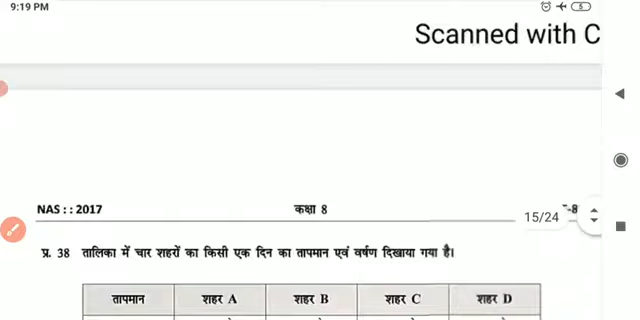 9:19 PM
5
Scanned with C
NAS : : 2017 कक्षा 8
15/24
प्र. 38 तालिका में चार शहरों का किसी एक दिन का तापमान एवं वर्षण दिखाया गया है।
तापमान शहर A शहर B शहर C शहर D